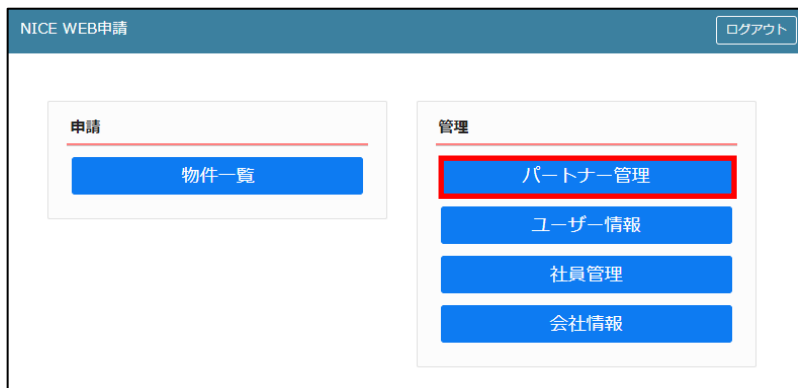 NICE WEB申請
ログアウト
申請
物件一覧
管理
パートナー管理
ユーザー情報
社員管理
会社情報